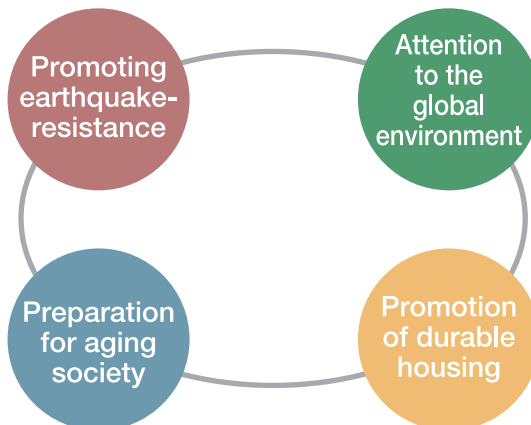 Promoting
earthquake-
resistance
Attention
to the
global
environment
Preparation
for aging
society
Promotion
of durable
housing